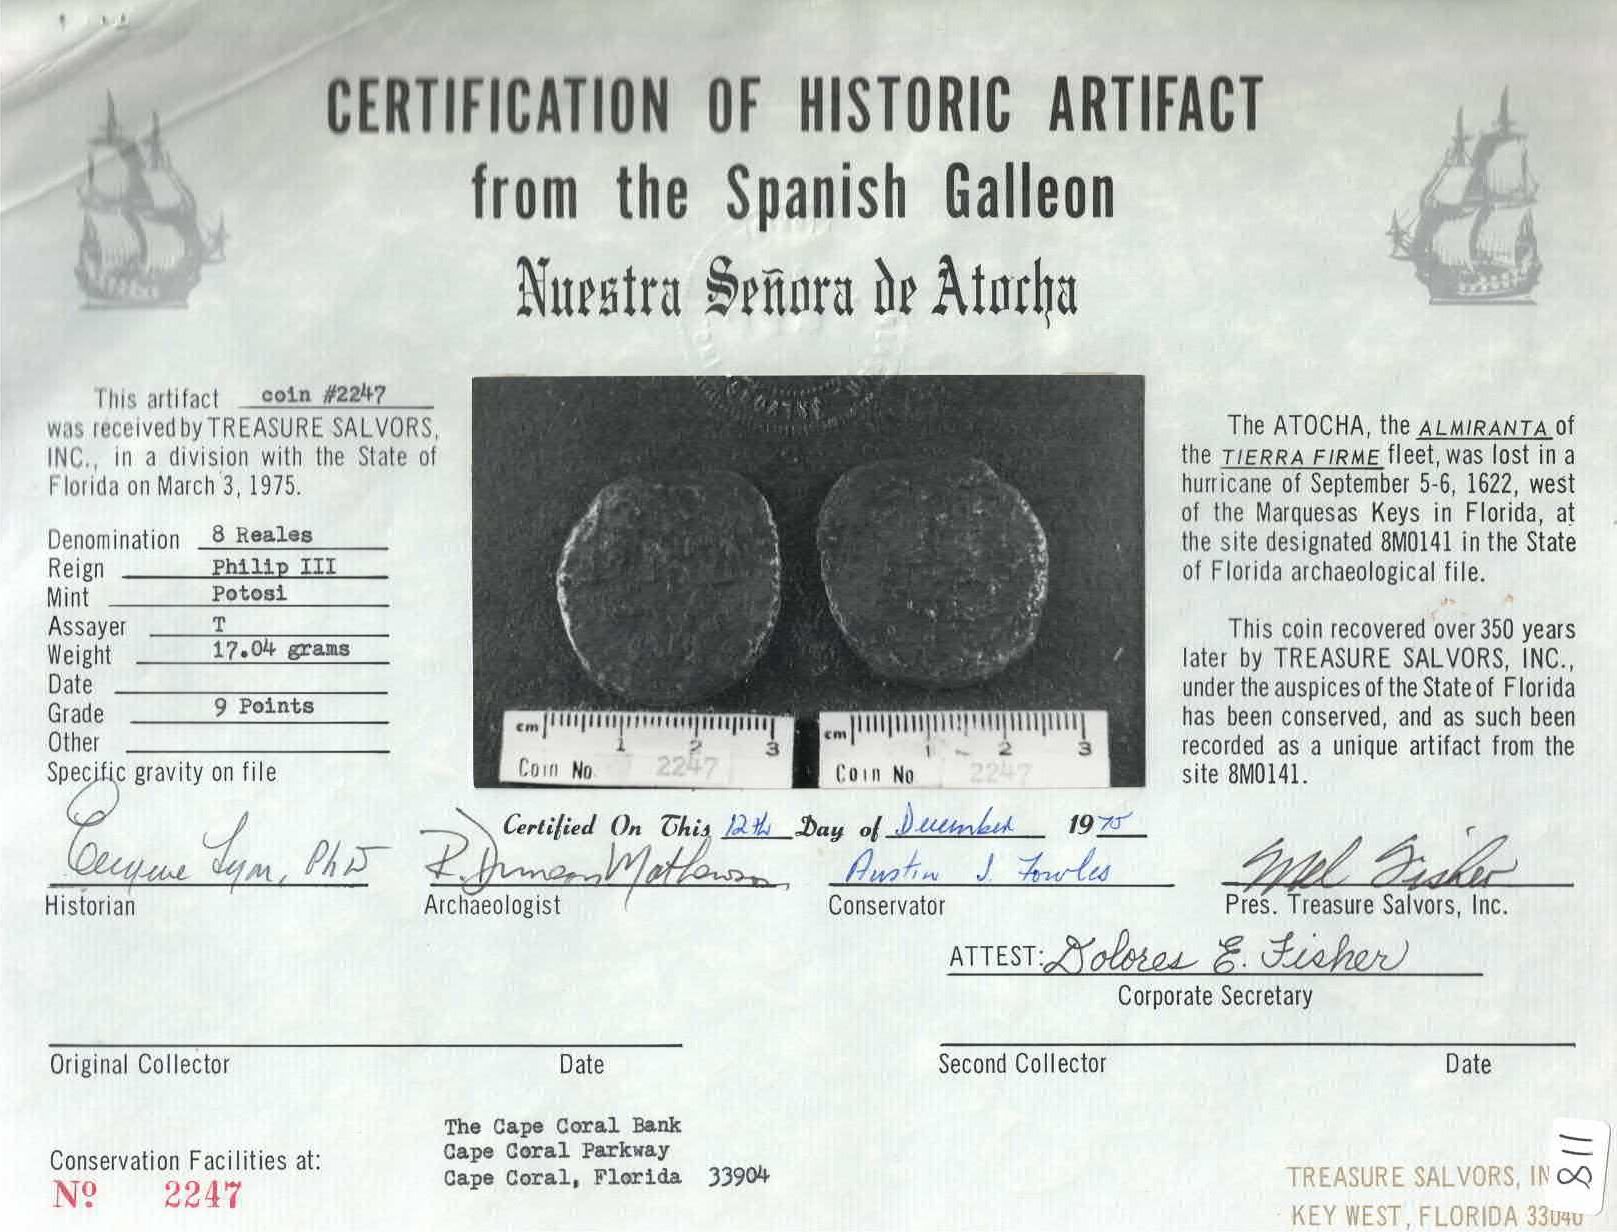 CERTIFICATION OF HISTORIC ARTIFACT
from the Spanish Galleon
Nuestra Señora de Atocha
This artifact coin #2247
was received by TREASURE SALVORS,
INC., in a division with the State of
Florida on March 3, 1975.
Denomination 8 Reales
Reign Philip III
Mint Potosi
Assayer T
Weight 17.04 grams
Date
Grade 9 Points
Other
Specific gravity on file
cm 1 2 3
Coin No. 2247
cm 1 2 3
Coin No 2247
The ATOCHA, the ALMIRANTA of
the TIERRA FIRME fleet, was lost in a
hurricane of September 5-6, 1622, west
of the Marquesas Keys in Florida, at
the site designated 8M0141 in the State
of Florida archaeological file.
This coin recovered over 350 years
later by TREASURE SALVORS, INC.,
under the auspices of the State of Florida
has been conserved, and as such been
recorded as a unique artifact from the
site 8M0141.
Certified On This 12th Day of December 1975
Eugene Lyon, PhD
Historian
R. Duncan Mathewson
Archaeologist
Austin J. Fowles
Conservator
Mel Fisher
Pres. Treasure Salvors, Inc.
ATTEST: Dolores E. Fisher
Corporate Secretary
Original Collector Date
Second Collector Date
The Cape Coral Bank
Cape Coral Parkway
Cape Coral, Florida 33904
Conservation Facilities at:
Nº 2247
TREASURE SALVORS, IN
KEY WEST, FLORIDA 33040
811